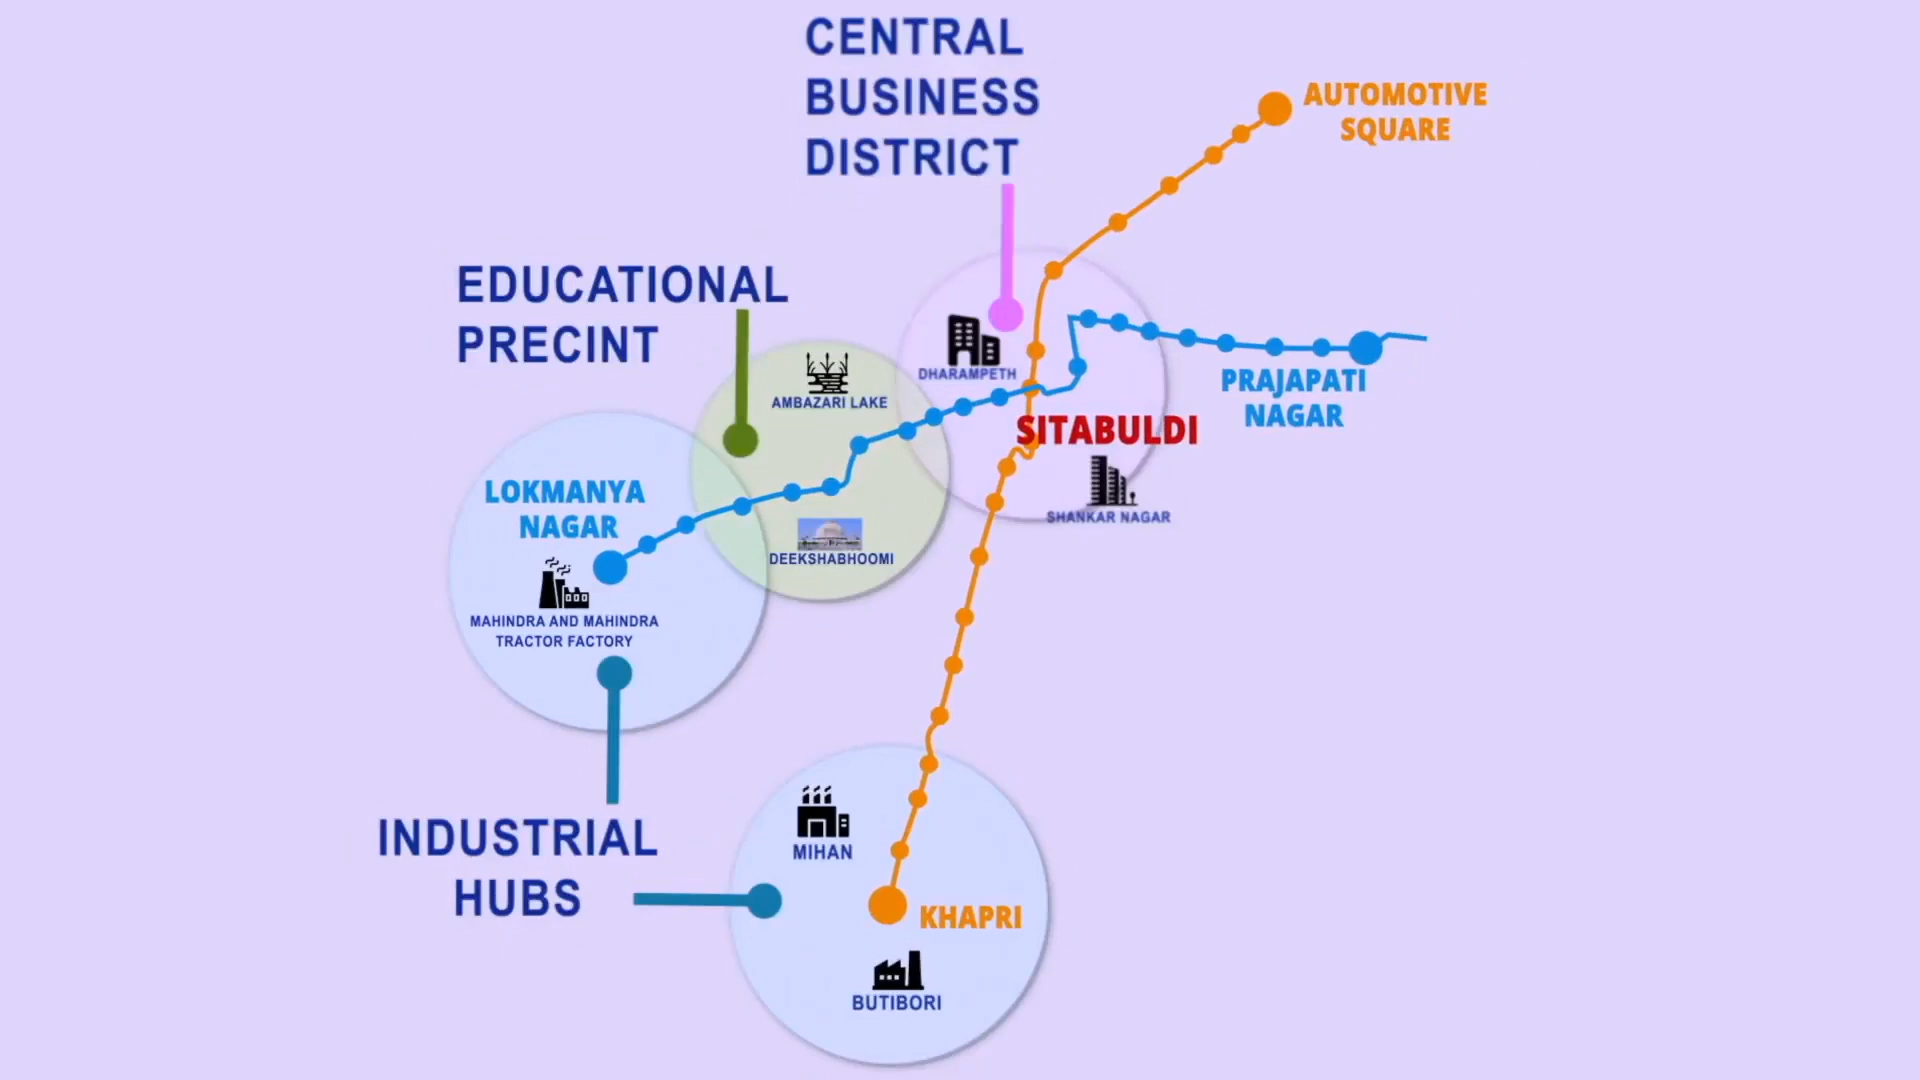 CENTRAL
BUSINESS
DISTRICT
AUTOMOTIVE
SQUARE
EDUCATIONAL
PRECINT
DHARAMPETH
AMBAZARI LAKE
PRAJAPATI
NAGAR
SITABULDI
SHANKAR NAGAR
LOKMANYA
NAGAR
DEEKSHABHOOMI
MAHINDRA AND MAHINDRA
TRACTOR FACTORY
INDUSTRIAL
HUBS
MIHAN
KHAPRI
BUTIBORI